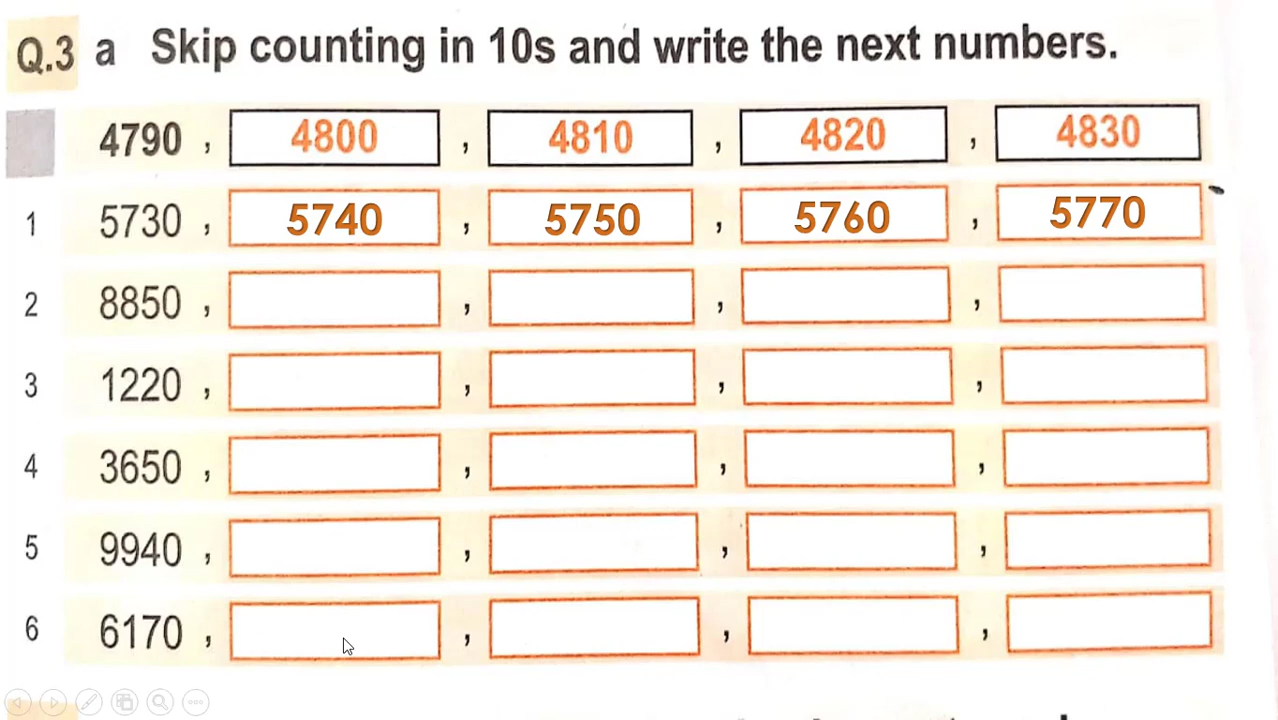 Q.3 a Skip counting in 10s and write the next numbers.
4790 , 4800 , 4810 , 4820 , 4830
1 5730 , 5740 , 5750 , 5760 , 5770
2 8850 , , , ,
3 1220 , , , ,
4 3650 , , , ,
5 9940 , , , ,
6 6170 , , , ,